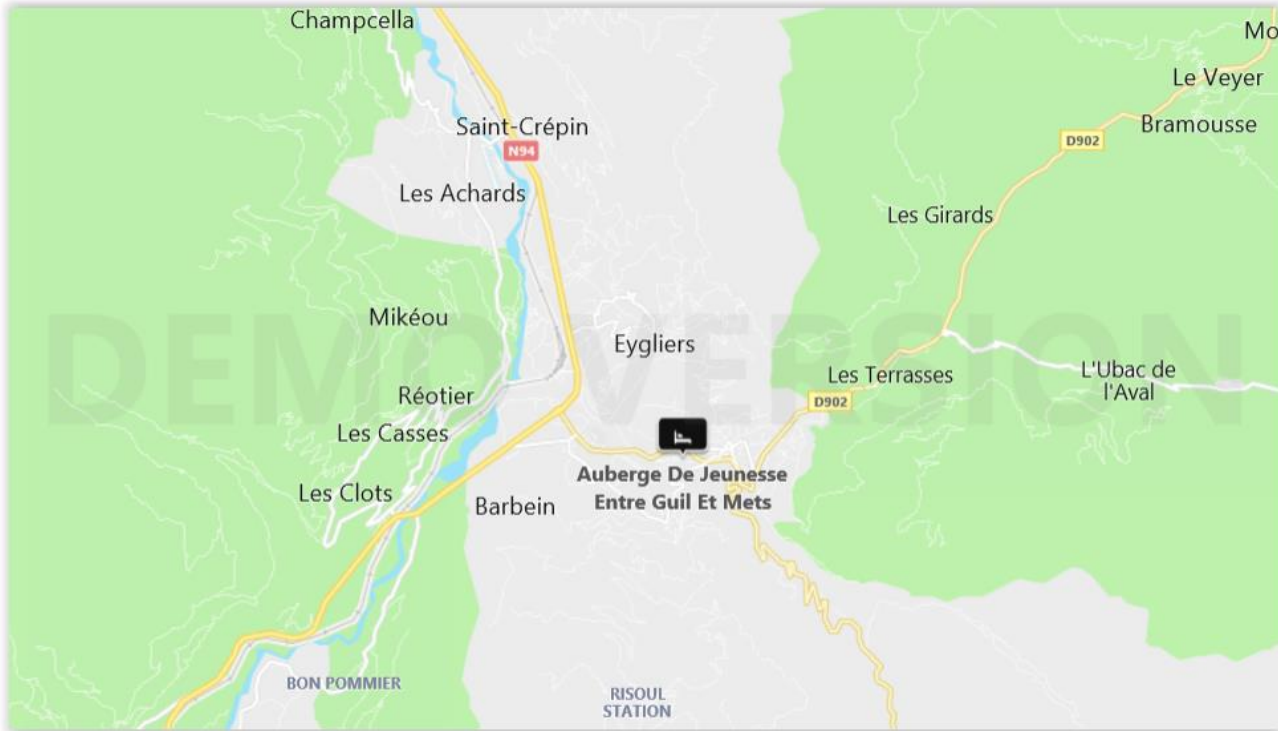 Champcella
Mo
Le Veyer
Bramousse
Saint-Crépin
N94
D902
Les Achards
Les Girards
Mikéou
Eygliers
DEMO VERSION
Les Terrasses
L'Ubac de
l'Aval
Réotier
D902
Les Casses
Auberge De Jeunesse
Entre Guil Et Mets
Les Clots
Barbein
BON POMMIER
RISOUL
STATION